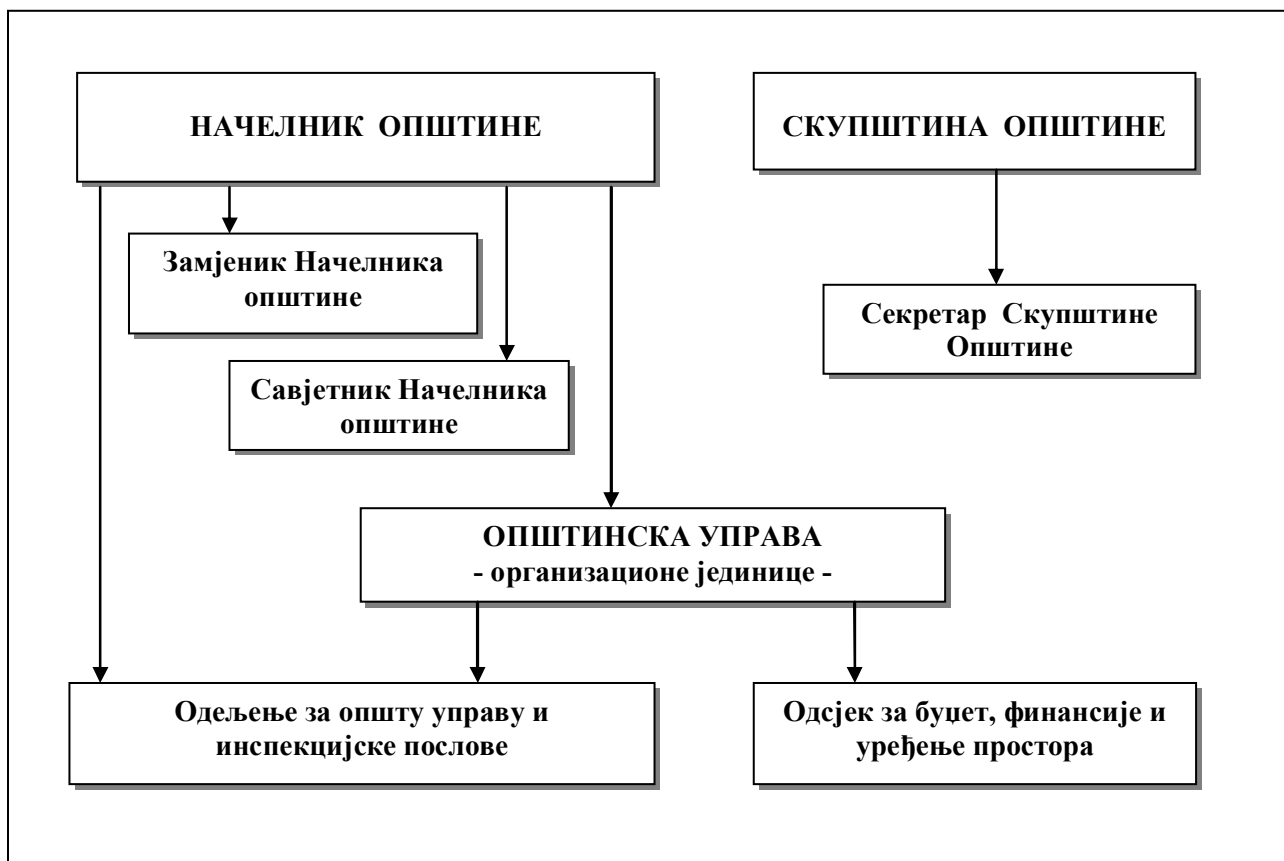 НАЧЕЛНИК ОПШТИНЕ
СКУПШТИНА ОПШТИНЕ
Замјеник Начелника
општине
Секретар Скупштине
Општине
Савјетник Начелника
општине
ОПШТИНСКА УПРАВА
- организационе јединице -
Одељење за општу управу и
инспекцијске послове
Одсјек за буџет, финансије и
уређење простора